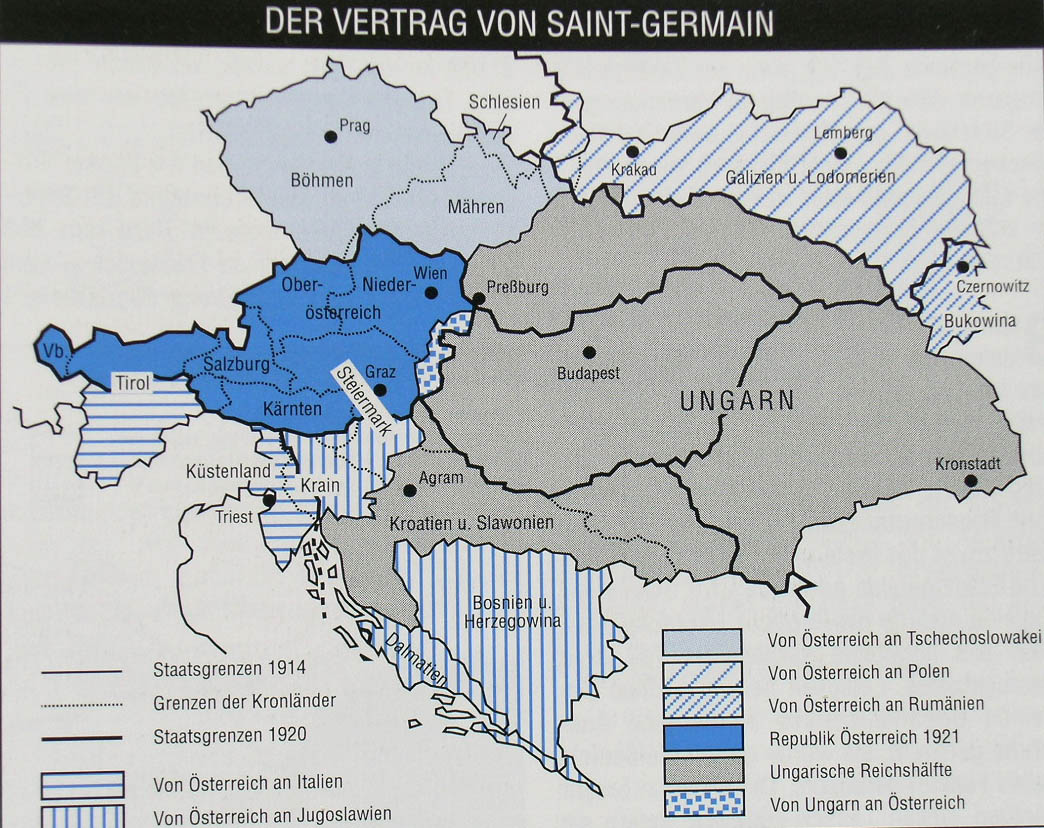 DER VERTRAG VON SAINT-GERMAIN
Schlesien
Prag
Böhmen
Mähren
Krakau
Lemberg
Galizien u. Lodomerien
Czernowitz
Bukowina
Ober-
Nieder-
österreich
Wien
Preßburg
Vb.
Tirol
Salzburg
Kärnten
Graz
Steiermark
Budapest
UNGARN
Küstenland
Krain
Triest
Agram
Kroatien u. Slawonien
Kronstadt
Bosnien u.
Herzegowina
Dalmatien
Staatsgrenzen 1914
Grenzen der Kronländer
Staatsgrenzen 1920
Von Österreich an Italien
Von Österreich an Jugoslawien
Von Österreich an Tschechoslowakei
Von Österreich an Polen
Von Österreich an Rumänien
Republik Österreich 1921
Ungarische Reichshälfte
Von Ungarn an Österreich